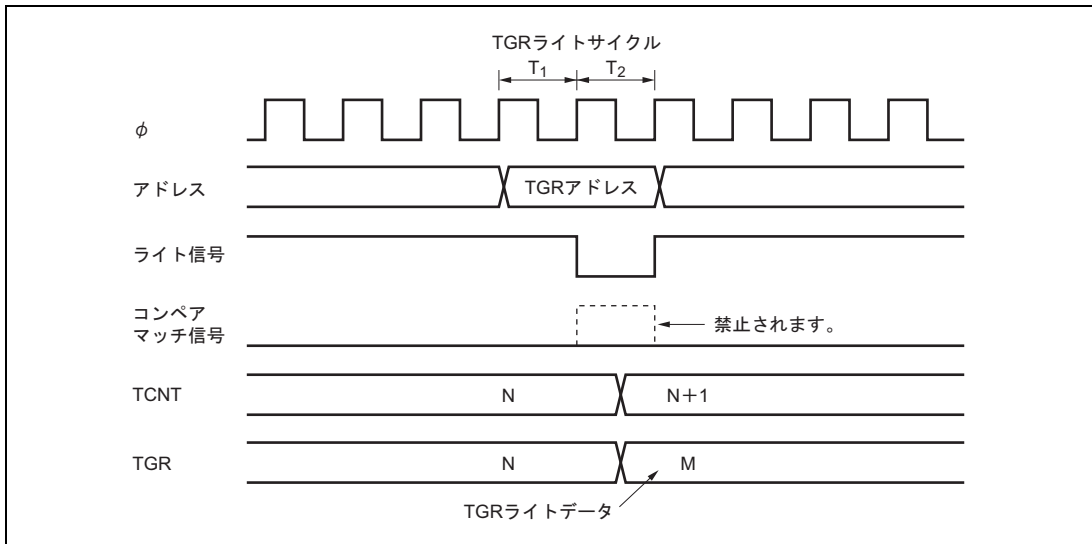 TGRライトサイクル
T1 T2
φ
アドレス TGRアドレス
ライト信号
コンペア
マッチ信号 禁止されます。
TCNT N N+1
TGR N M
TGRライトデータ